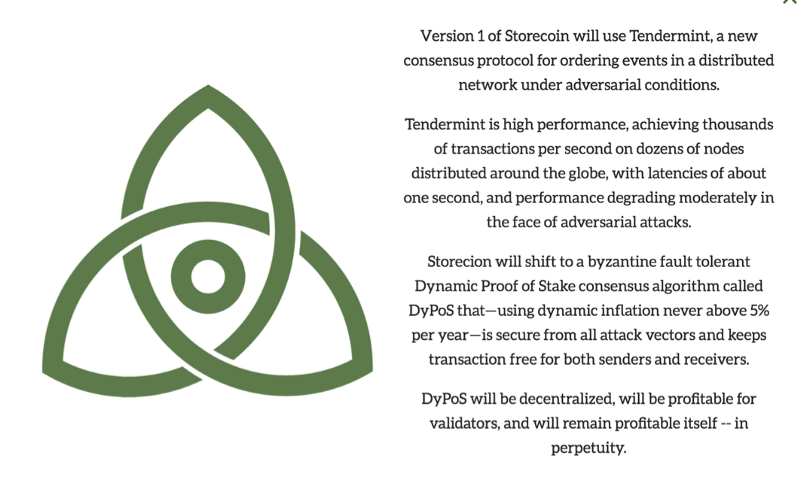 Version 1 of Storecoin will use Tendermint, a new
consensus protocol for ordering events in a distributed
network under adversarial conditions.
Tendermint is high performance, achieving thousands
of transactions per second on dozens of nodes
distributed around the globe, with latencies of about
one second, and performance degrading moderately in
the face of adversarial attacks.
Storecion will shift to a byzantine fault tolerant
Dynamic Proof of Stake consensus algorithm called
DyPoS that—using dynamic inflation never above 5%
per year—is secure from all attack vectors and keeps
transaction free for both senders and receivers.
DyPoS will be decentralized, will be profitable for
validators, and will remain profitable itself -- in
perpetuity.